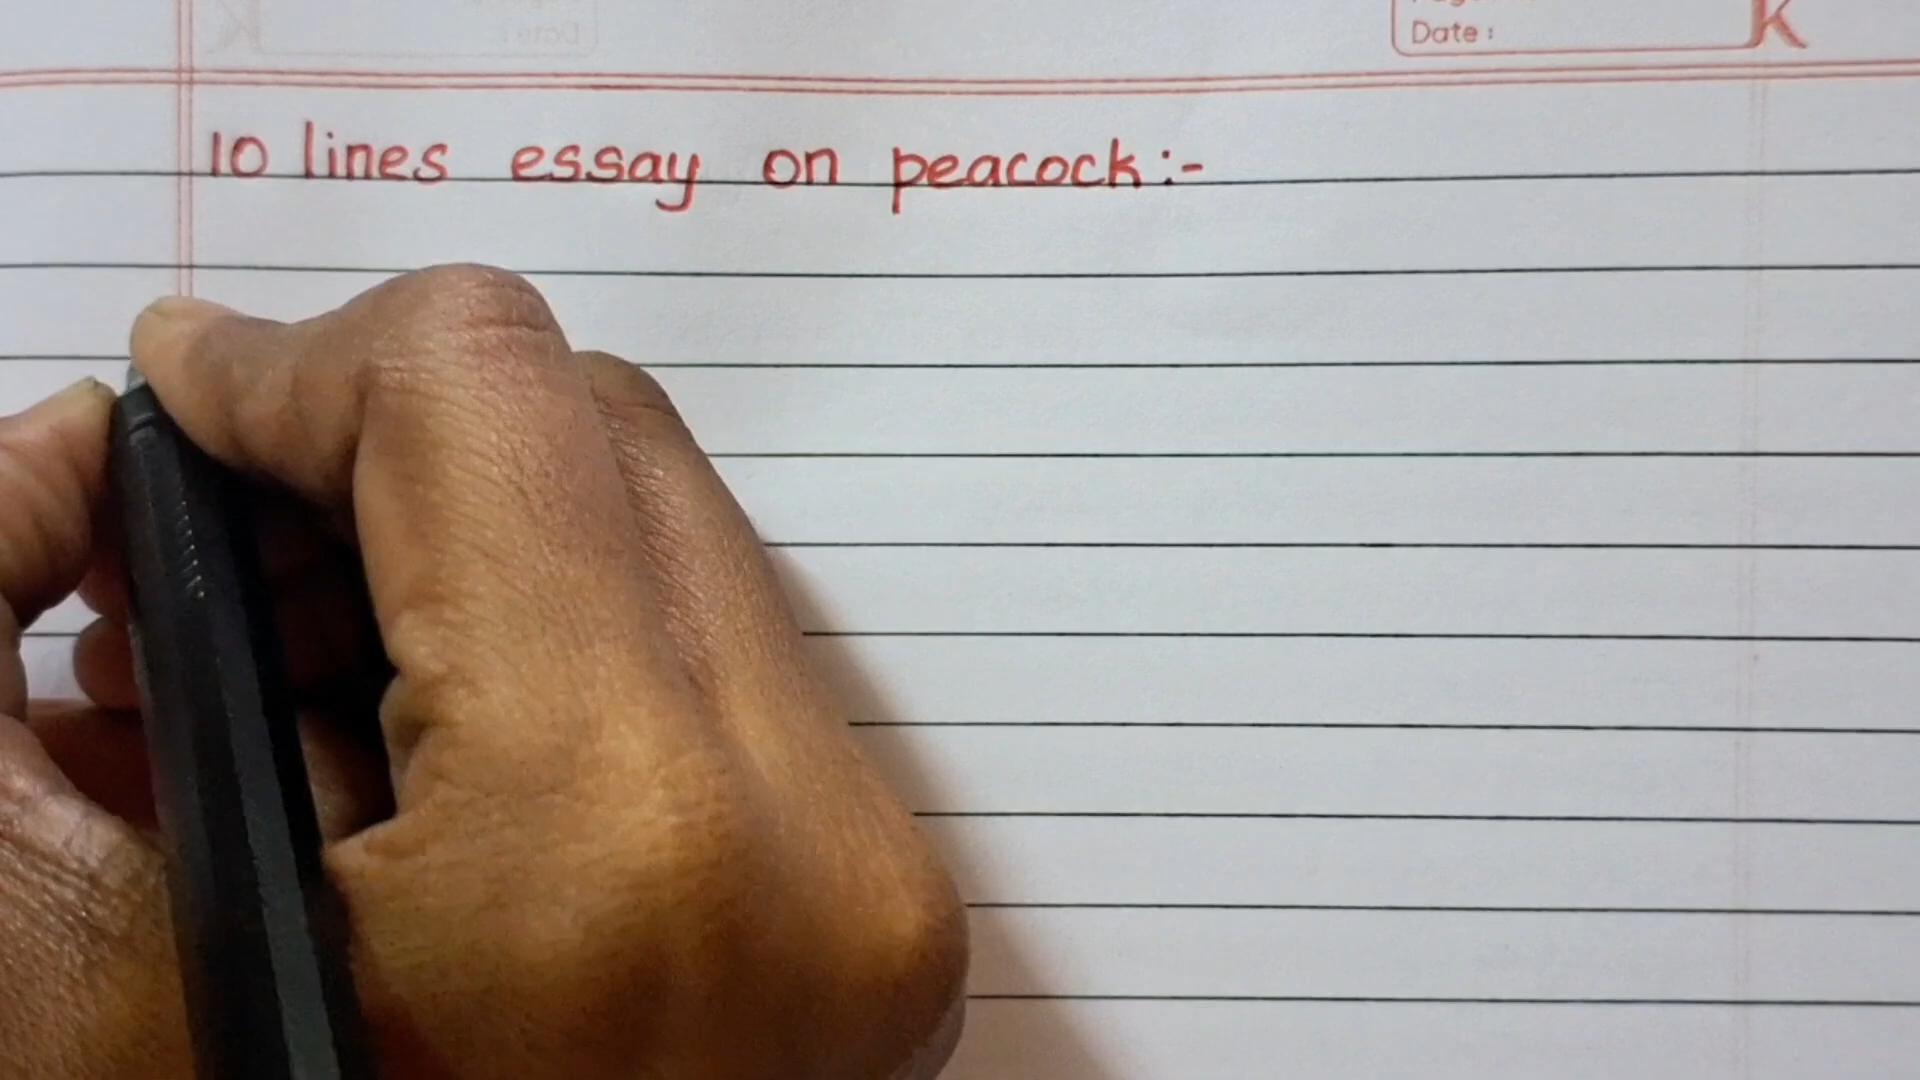 Date :
K
10 lines essay on peacock :-